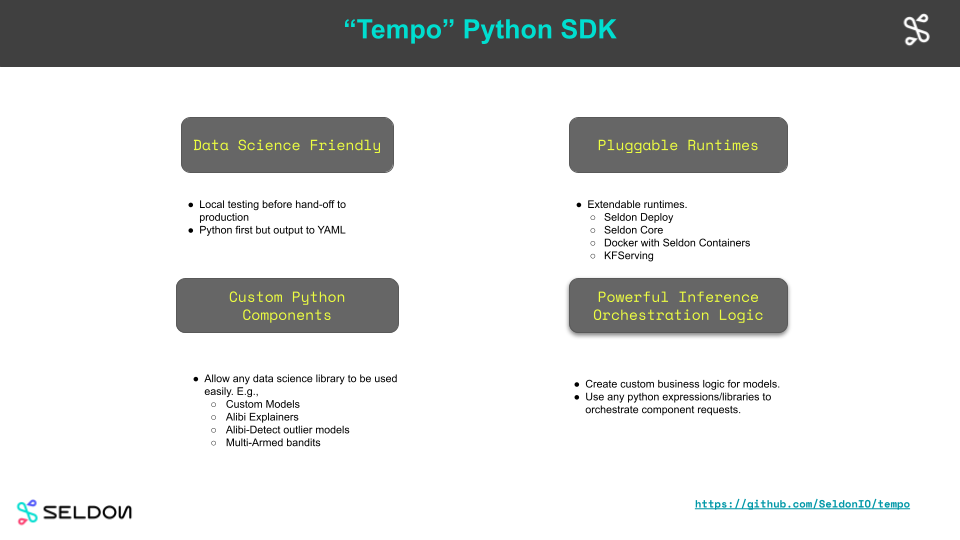 “Tempo” Python SDK
Data Science Friendly
● Local testing before hand-off to
production
● Python first but output to YAML
Pluggable Runtimes
● Extendable runtimes.
○ Seldon Deploy
○ Seldon Core
○ Docker with Seldon Containers
○ KFServing
Custom Python
Components
● Allow any data science library to be used
easily. E.g.,
○ Custom Models
○ Alibi Explainers
○ Alibi-Detect outlier models
○ Multi-Armed bandits
Powerful Inference
Orchestration Logic
● Create custom business logic for models.
● Use any python expressions/libraries to
orchestrate component requests.
SELDON
https://github.com/SeldonIO/tempo